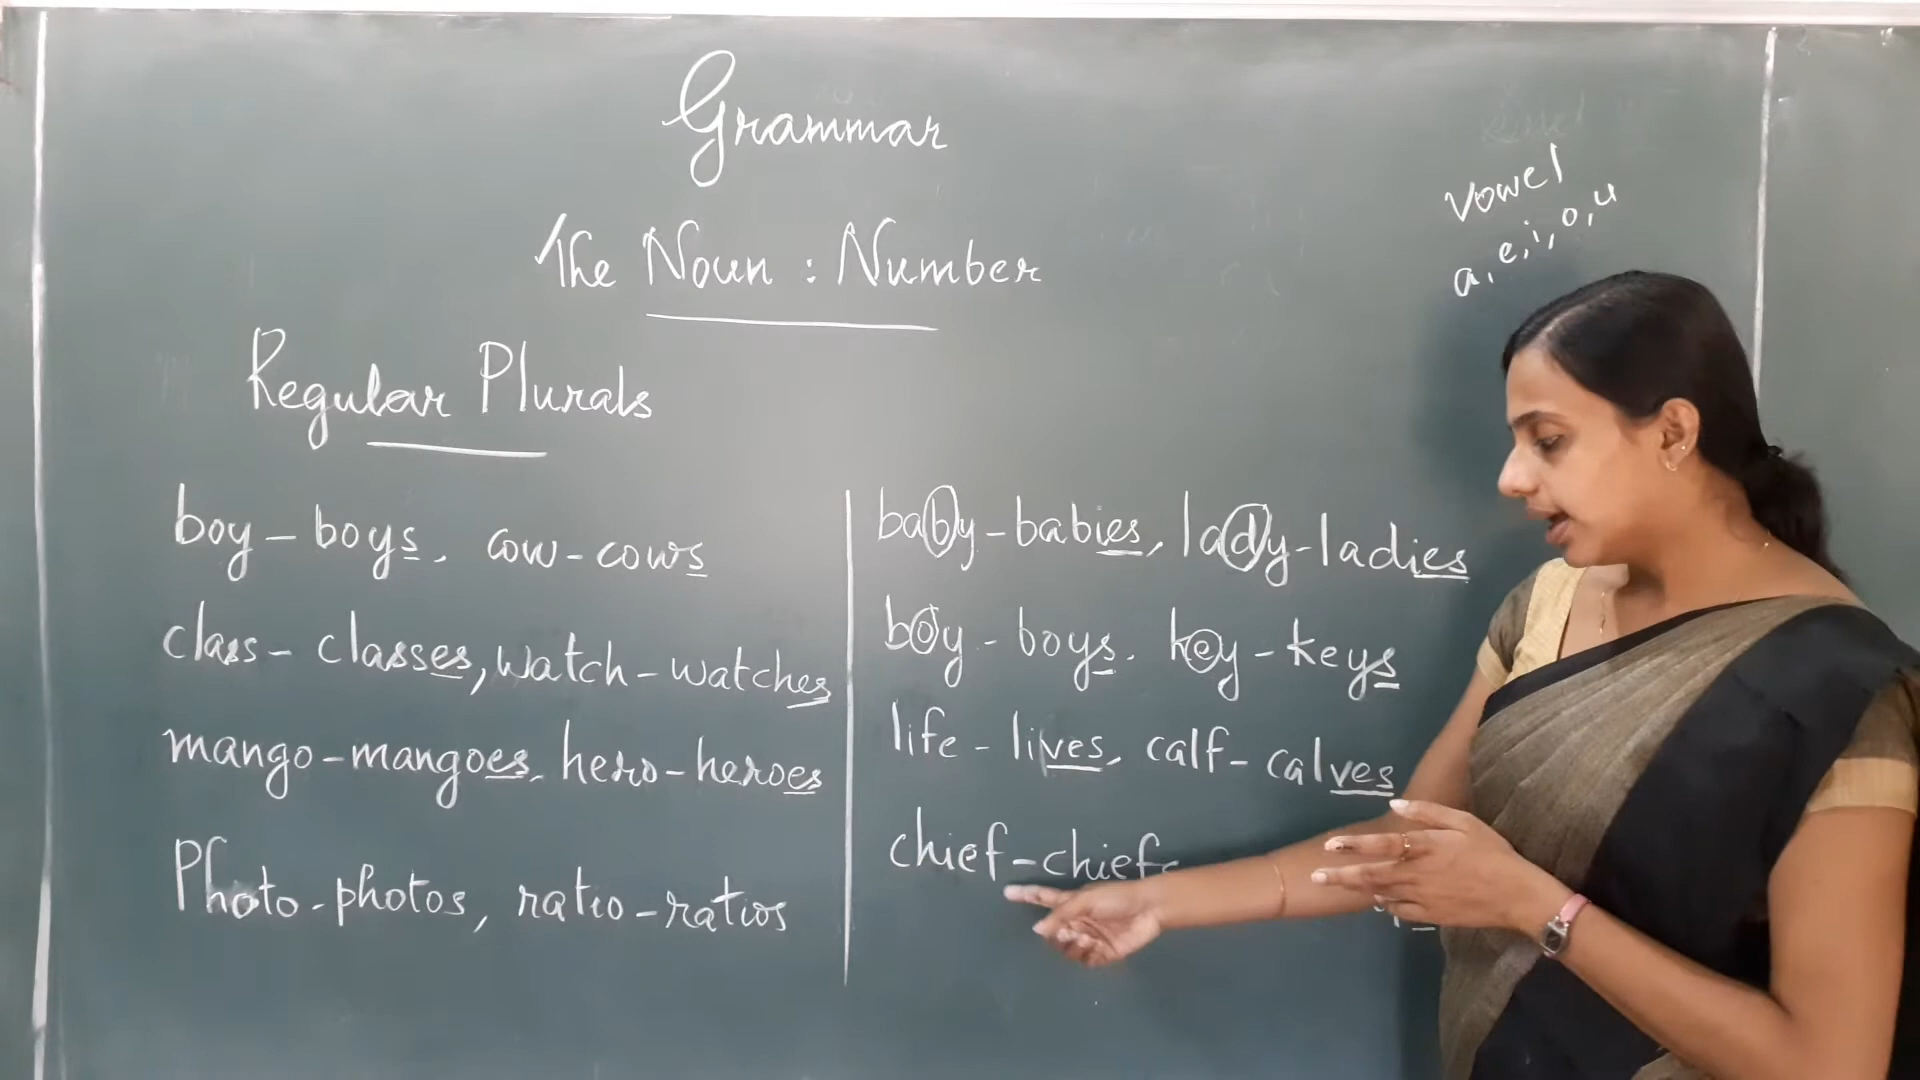 Grammar
The Noun : Number
vowel
a, e, i, o, u
Regular Plurals
boy – boys, cow – cows
class – classes, watch – watches
mango – mangoes, hero – heroes
Photo – photos, ratio – ratios
baby – babies, lady – ladies
boy – boys. key – keys
life – lives, calf – calves
chief – chiefs